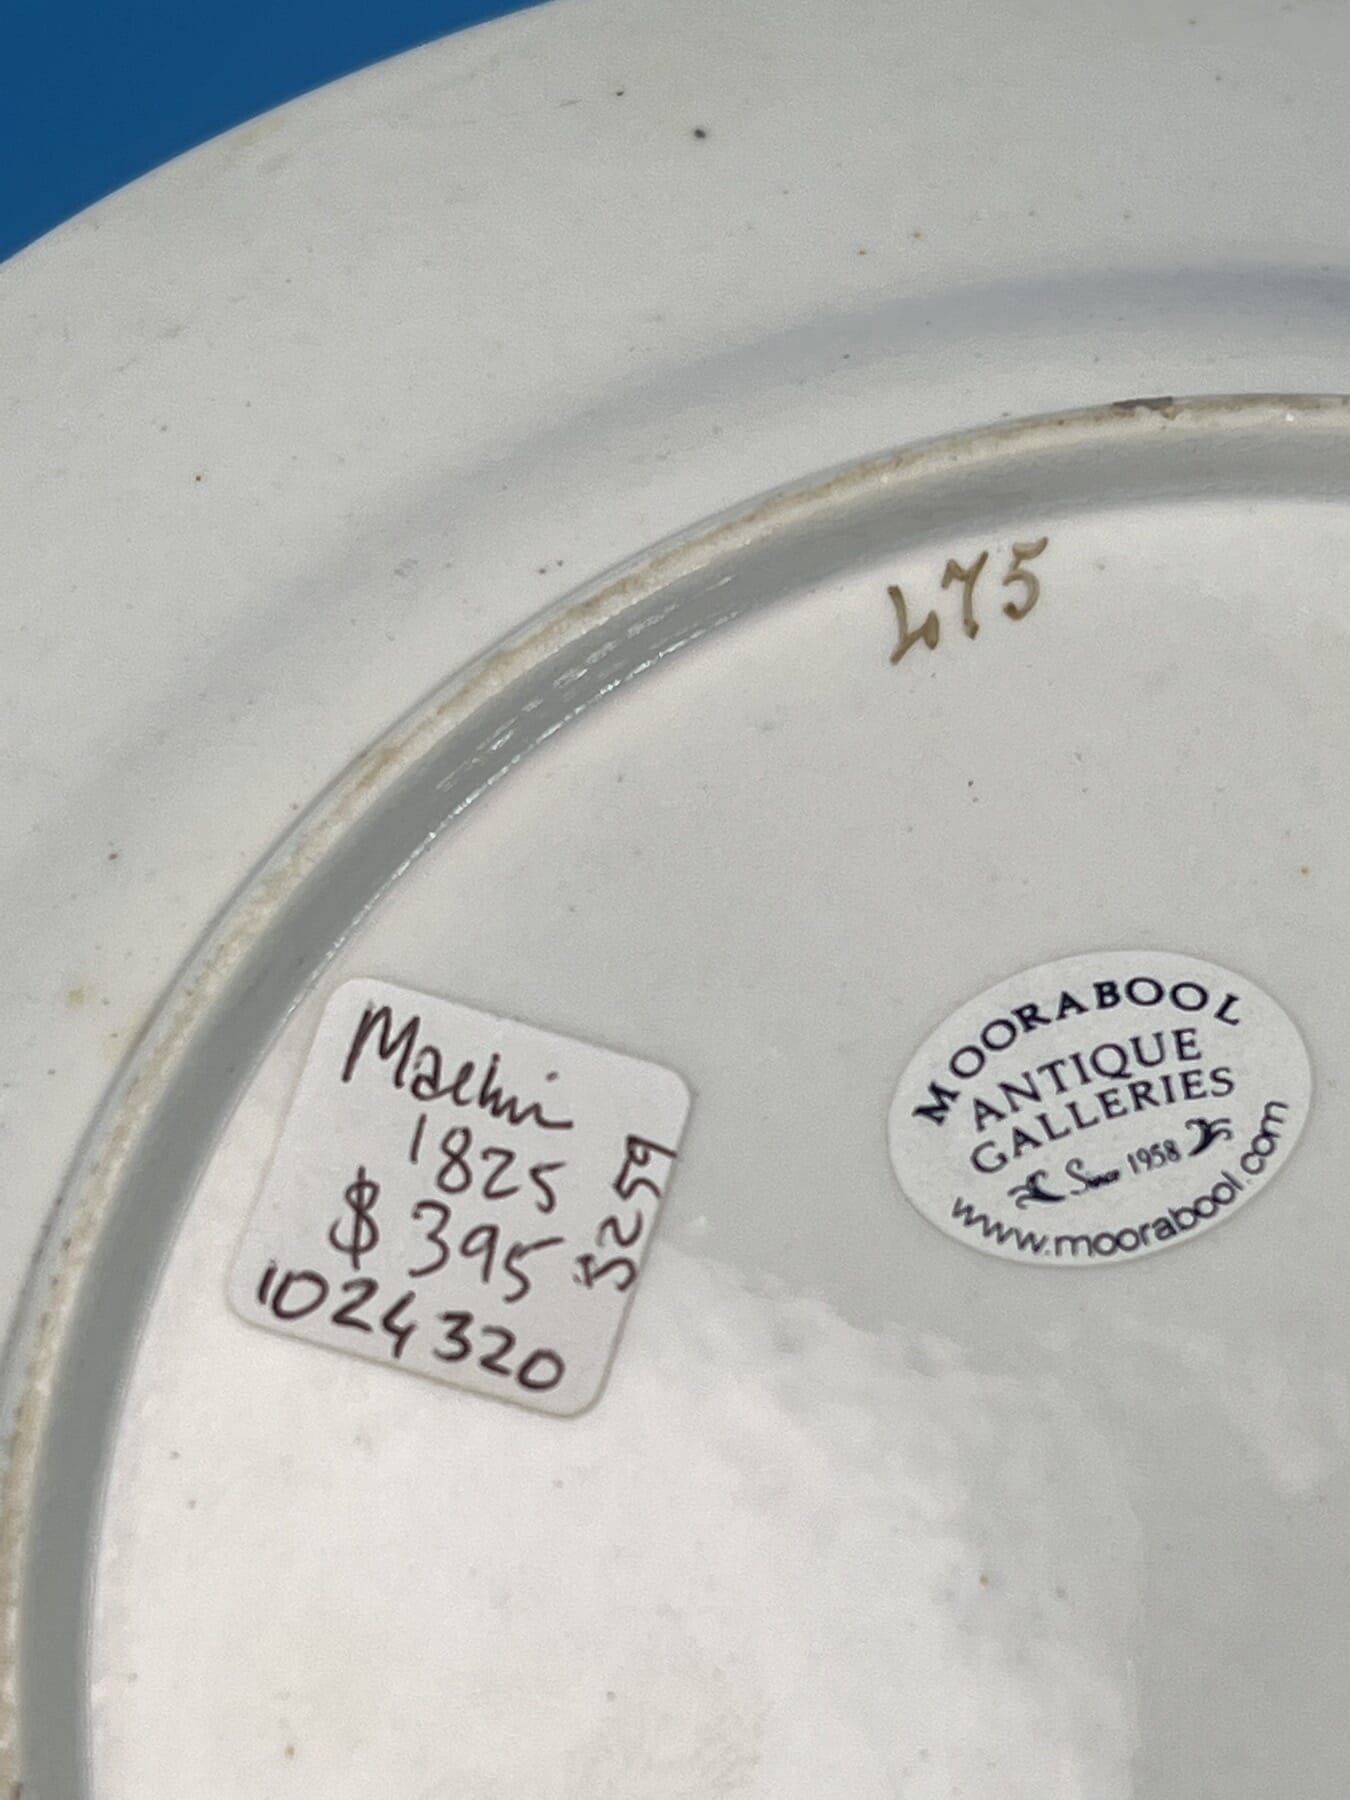 475
Machin
1825
$395
1024320
5259
MOORABOOL
ANTIQUE
GALLERIES
Since 1958
www.moorabool.com